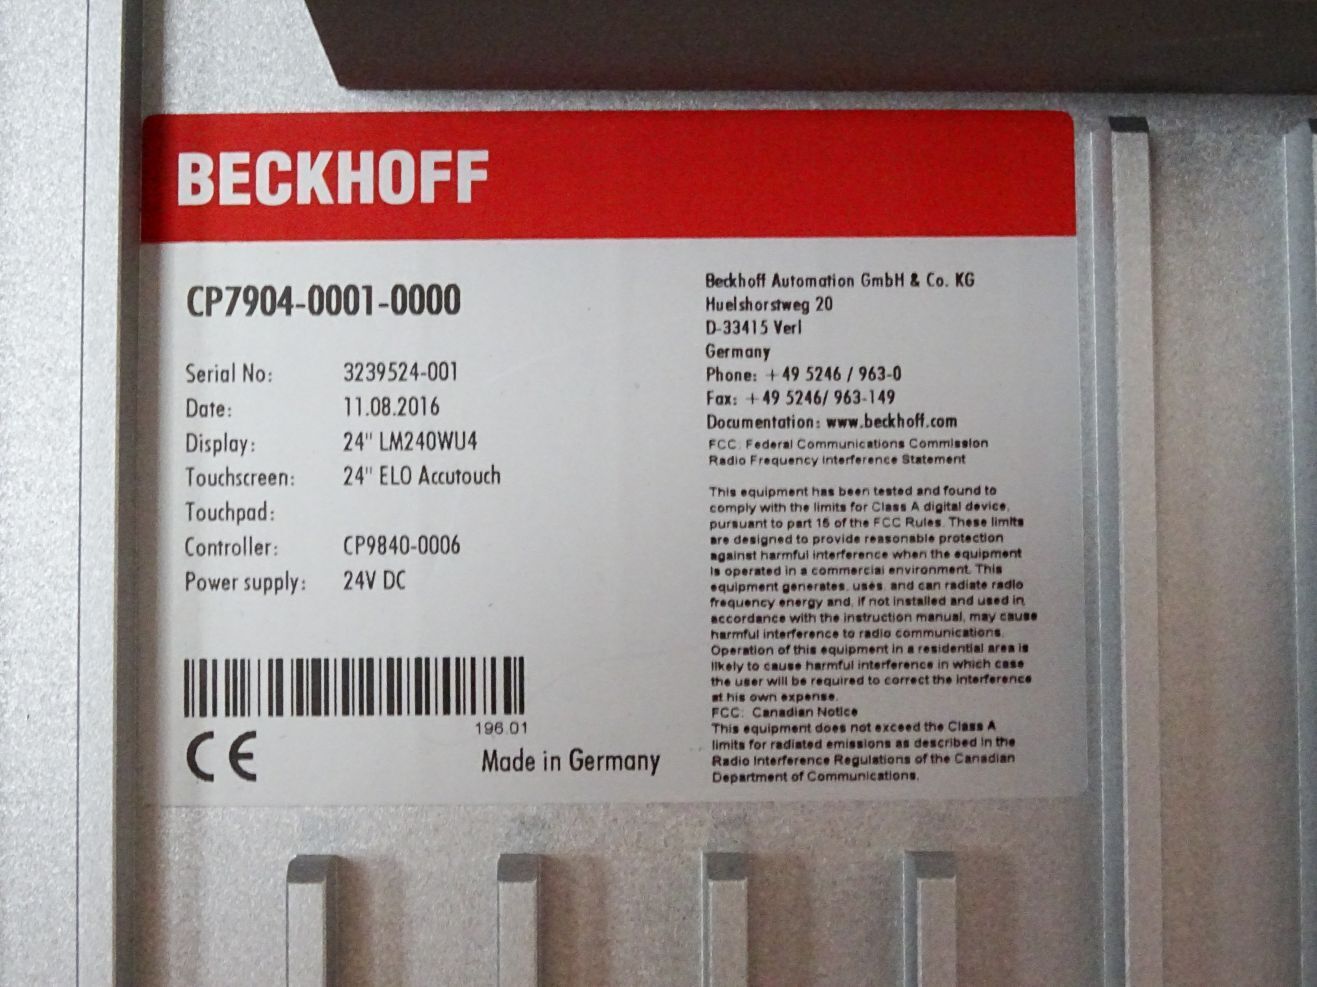 BECKHOFF
CP7904-0001-0000
Serial No: 3239524-001
Date: 11.08.2016
Display: 24" LM240WU4
Touchscreen: 24" ELO Accutouch
Touchpad:
Controller: CP9840-0006
Power supply: 24V DC
196.01
CE
Made in Germany
Beckhoff Automation GmbH & Co. KG
Huelshorstweg 20
D-33415 Verl
Germany
Phone: +49 5246 / 963-0
Fax: +49 5246/ 963-149
Documentation: www.beckhoff.com
FCC: Federal Communications Commission
Radio Frequency Interference Statement
This equipment has been tested and found to
comply with the limits for Class A digital device,
pursuant to part 15 of the FCC Rules. These limits
are designed to provide reasonable protection
against harmful interference when the equipment
is operated in a commercial environment. This
equipment generates, uses, and can radiate radio
frequency energy and, if not installed and used in
accordance with the instruction manual, may cause
harmful interference to radio communications.
Operation of this equipment in a residential area is
likely to cause harmful interference in which case
the user will be required to correct the interference
at his own expense.
FCC: Canadian Notice
This equipment does not exceed the Class A
limits for radiated emissions as described in the
Radio Interference Regulations of the Canadian
Department of Communications.